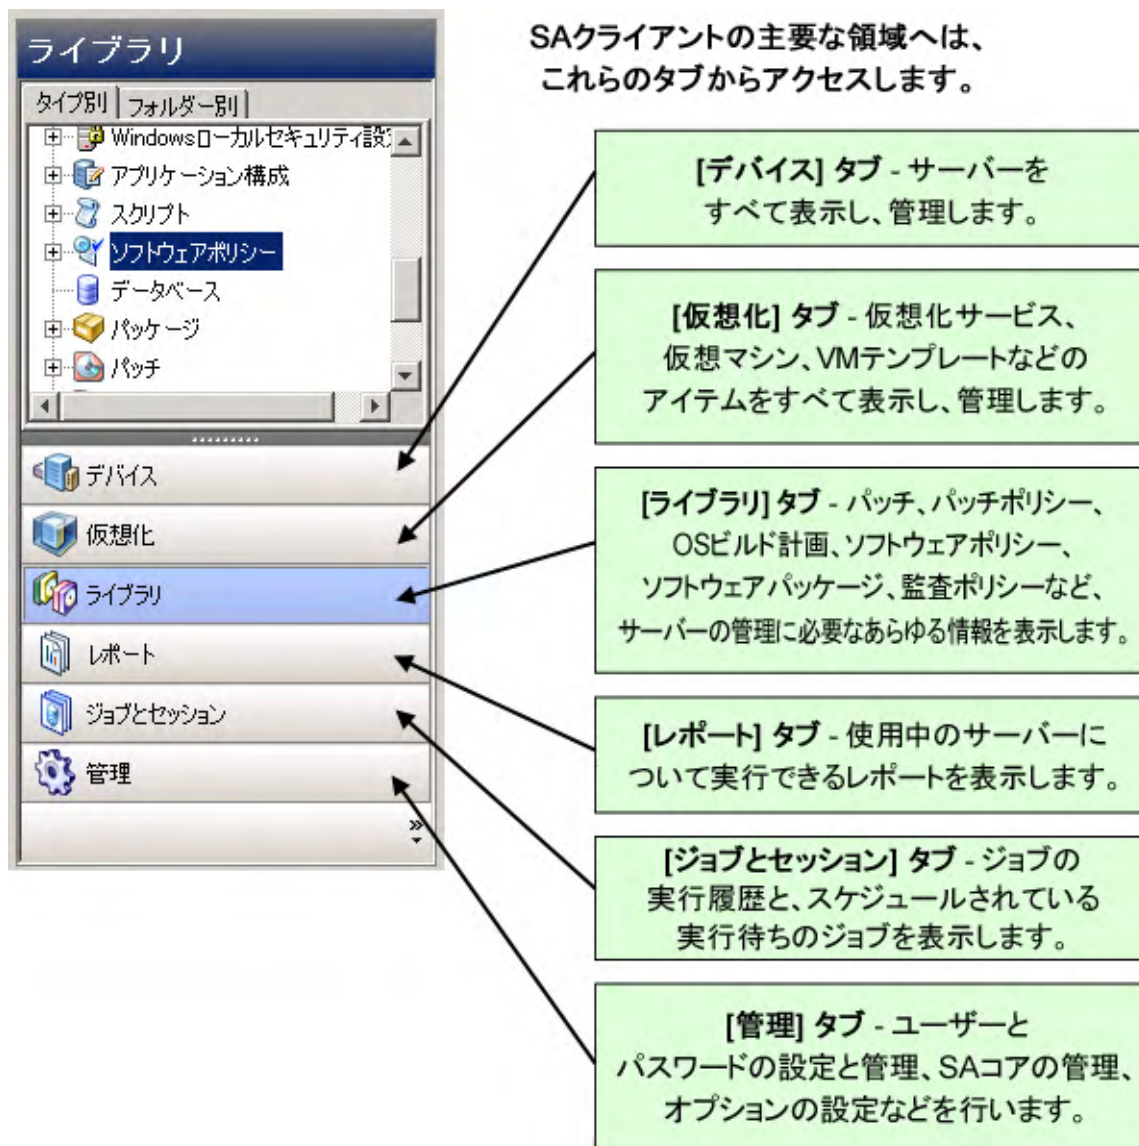 ライブラリ
タイプ別
フォルダー別
Windowsローカルセキュリティ設定
アプリケーション構成
スクリプト
ソフトウェアポリシー
データベース
パッケージ
パッチ
デバイス
仮想化
ライブラリ
レポート
ジョブとセッション
管理
SAクライアントの主要な領域へは、
これらのタブからアクセスします。
[デバイス] タブ - サーバーを
すべて表示し、管理します。
[仮想化] タブ - 仮想化サービス、
仮想マシン、VMテンプレートなどの
アイテムをすべて表示し、管理します。
[ライブラリ] タブ - パッチ、パッチポリシー、
OSビルド計画、ソフトウェアポリシー、
ソフトウェアパッケージ、監査ポリシーなど、
サーバーの管理に必要なあらゆる情報を表示します。
[レポート] タブ - 使用中のサーバーに
ついて実行できるレポートを表示します。
[ジョブとセッション] タブ - ジョブの
実行履歴と、スケジュールされている
実行待ちのジョブを表示します。
[管理] タブ - ユーザーと
パスワードの設定と管理、SAコアの管理、
オプションの設定などを行います。